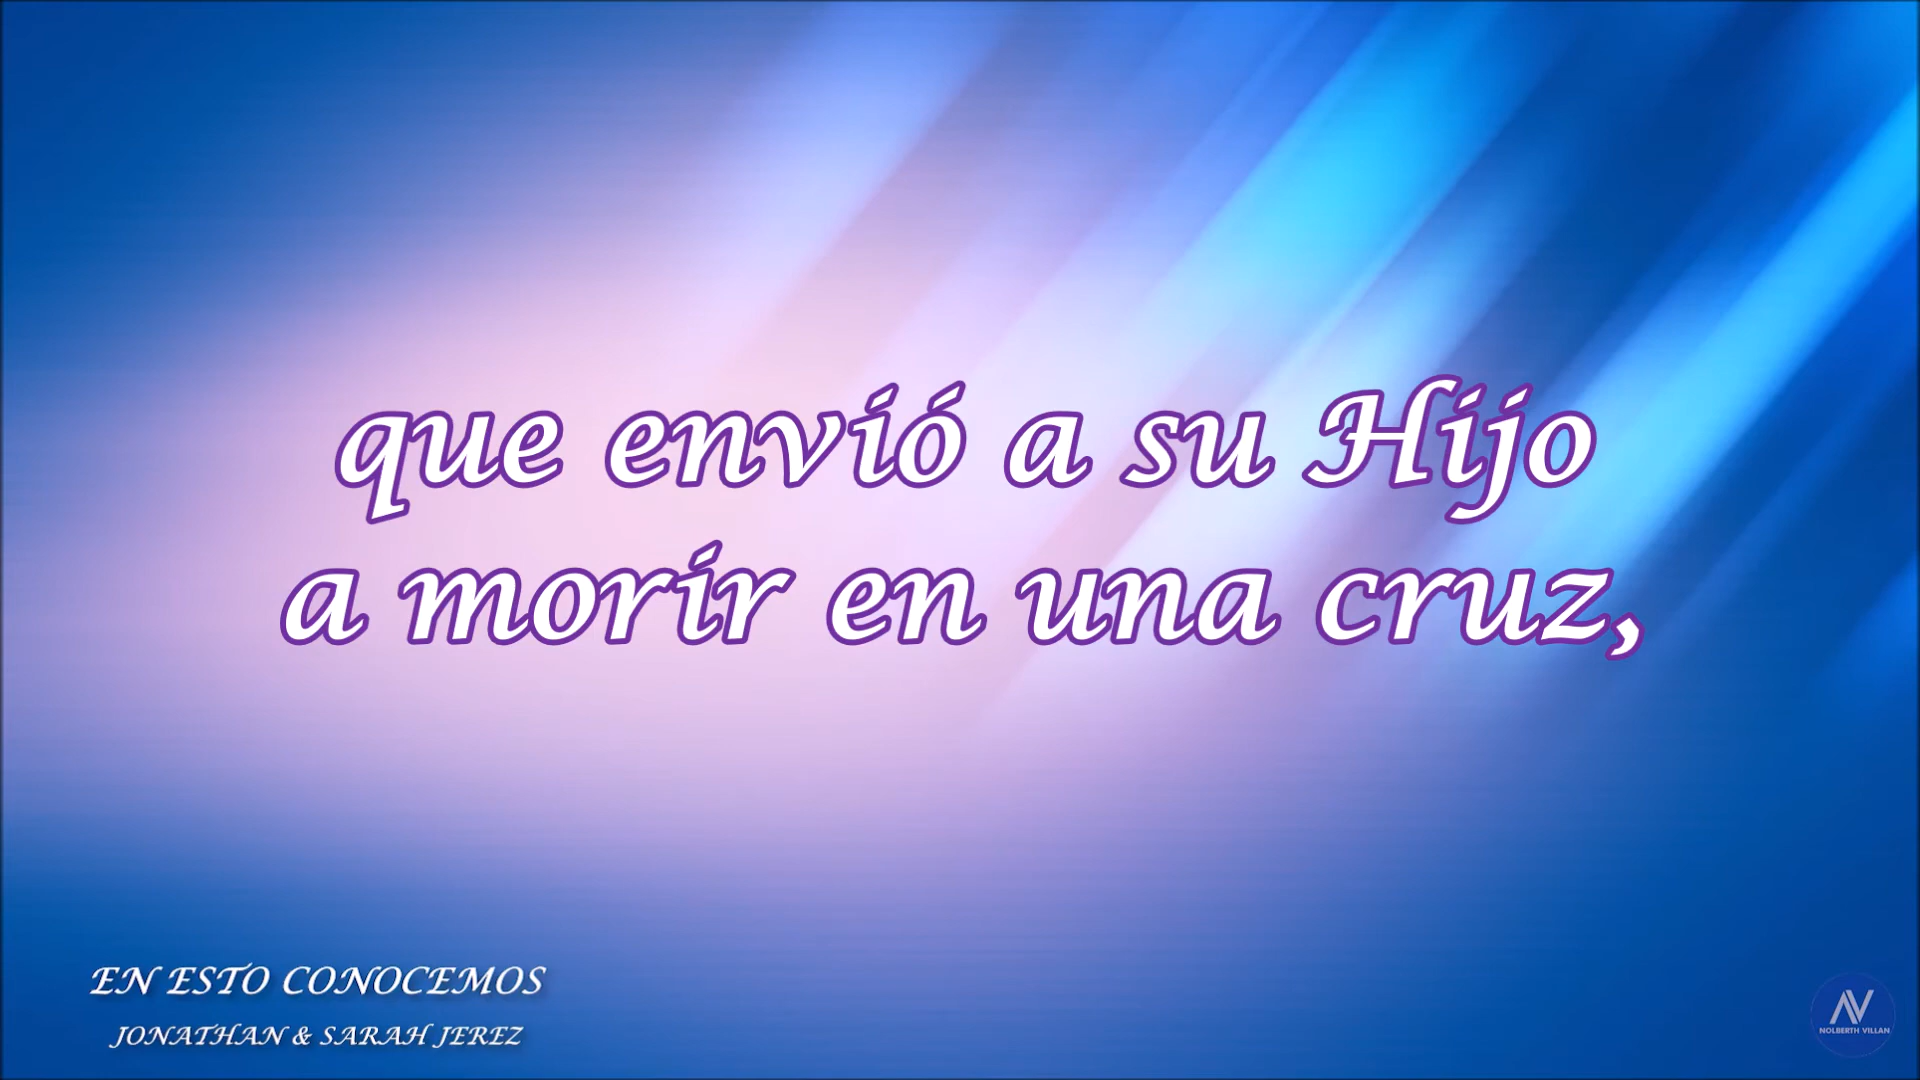 que envió a su Hijo
a morir en una cruz,
EN ESTO CONOCEMOS
JONATHAN & SARAH JEREZ
NOLBERTH VILLAN